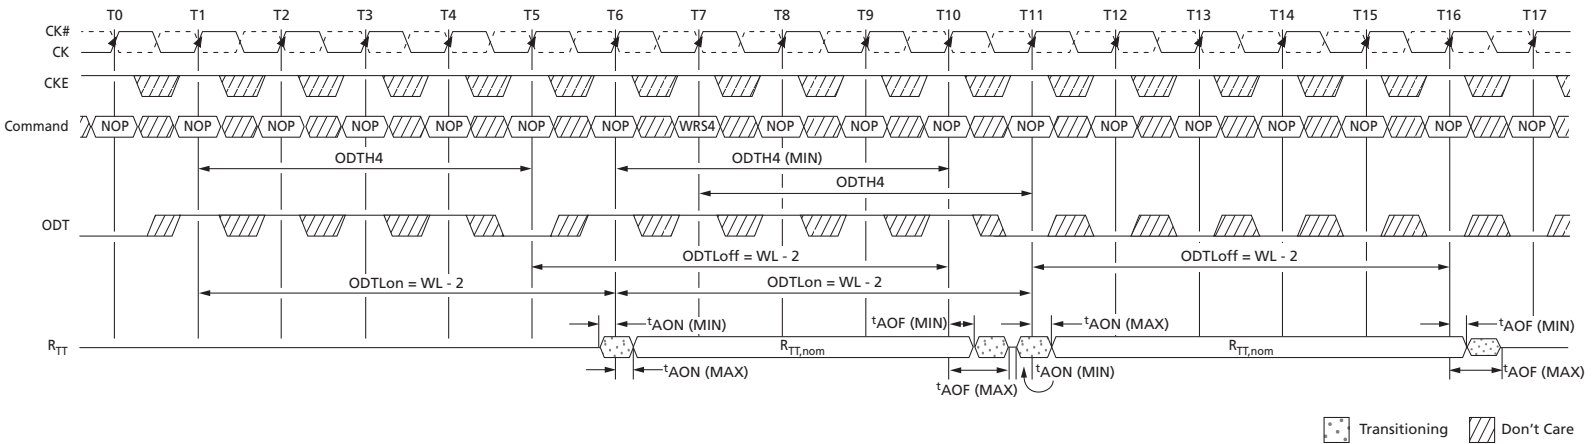 T0 T1 T2 T3 T4 T5 T6 T7 T8 T9 T10 T11 T12 T13 T14 T15 T16 T17
CK#
CK
CKE
Command NOP NOP NOP NOP NOP NOP NOP WRS4 NOP NOP NOP NOP NOP NOP NOP NOP NOP NOP
ODTH4 ODTH4 (MIN)
ODTH4
ODT
ODTLoff = WL - 2 ODTLoff = WL - 2
ODTLon = WL - 2 ODTLon = WL - 2
tAON (MIN) tAOF (MIN) tAON (MAX) tAOF (MIN)
RTT RTT,nom RTT,nom
tAON (MAX) tAON (MIN) tAOF (MAX)
tAOF (MAX)
Transitioning Don't Care